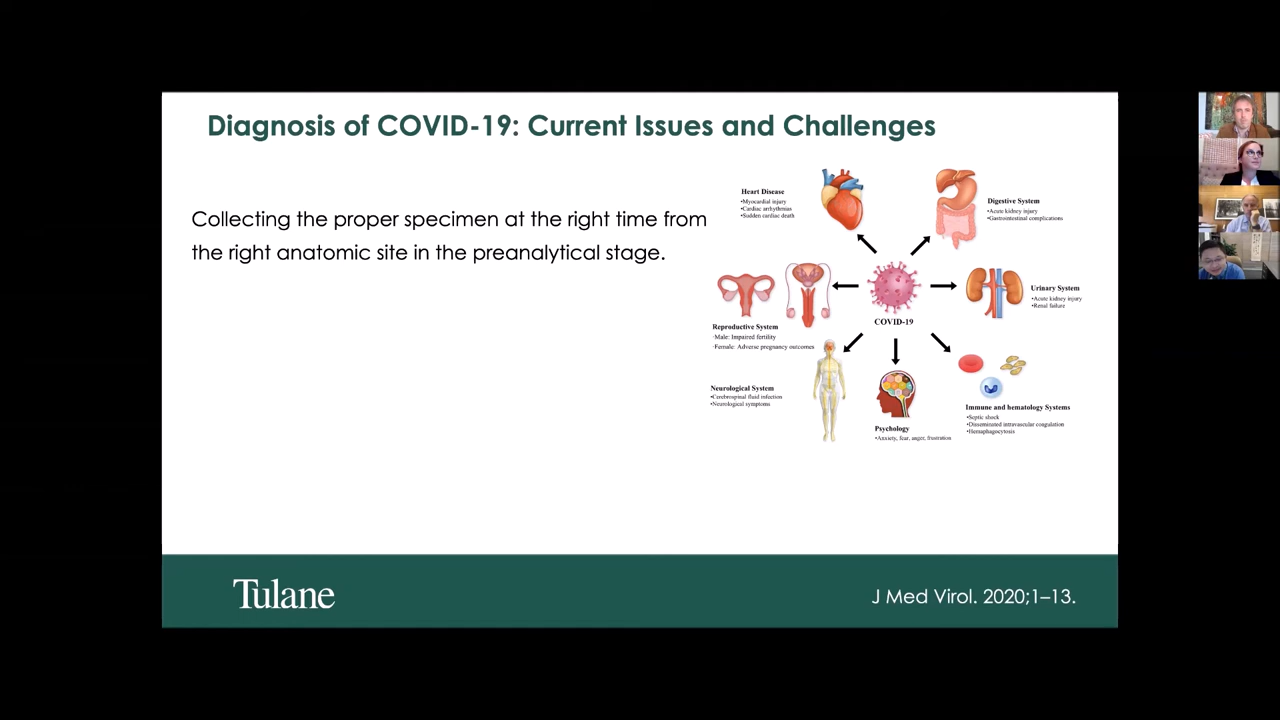 Diagnosis of COVID-19: Current Issues and Challenges
Collecting the proper specimen at the right time from
the right anatomic site in the preanalytical stage.
Heart Disease
•Myocardial injury
•Cardiac arrhythmias
•Sudden cardiac death
Digestive System
•Acute kidney injury
•Gastrointestinal complications
Urinary System
•Acute kidney injury
•Renal failure
COVID-19
Reproductive System
·Male: Impaired fertility
·Female: Adverse pregnancy outcomes
Neurological System
•Cerebrospinal fluid infection
•Neurological symptoms
Psychology
•Anxiety, fear, anger, frustration
Immune and hematology Systems
•Septic shock
•Disseminated intravascular coagulation
•Hemaphagocytosis
Tulane
J Med Virol. 2020;1–13.